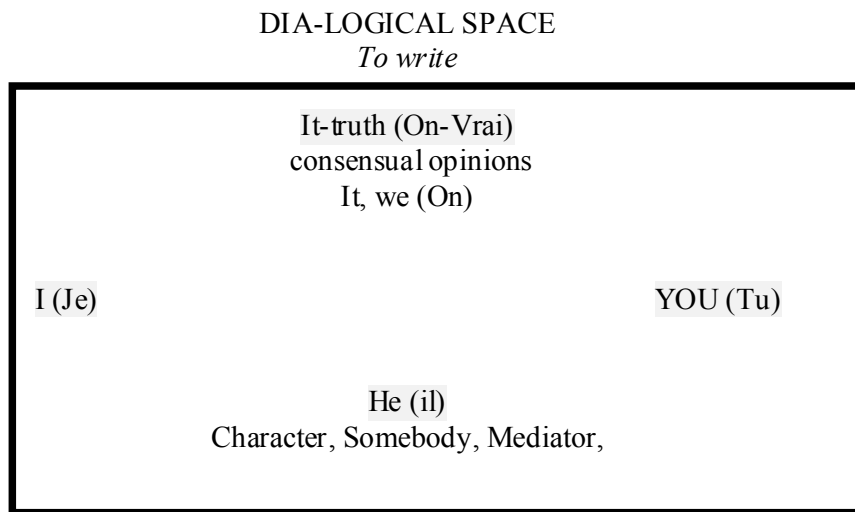 DIA-LOGICAL SPACE
To write
It-truth (On-Vrai)
consensual opinions
It, we (On)
I (Je)
YOU (Tu)
He (il)
Character, Somebody, Mediator,